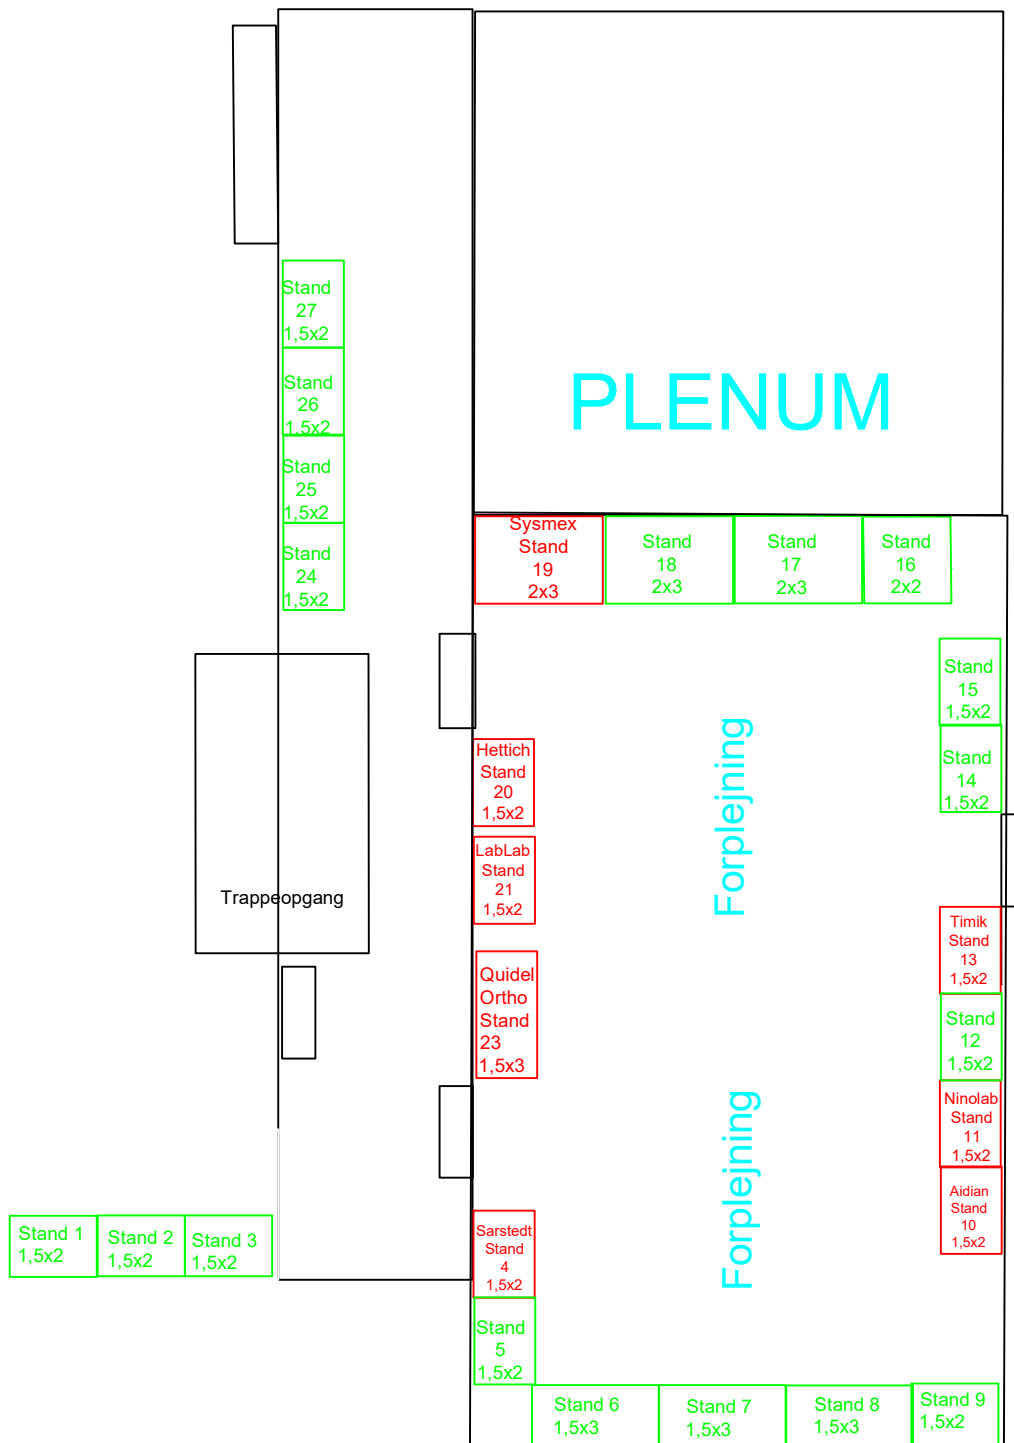 Stand
27
1,5x2
Stand
26
1,5x2
Stand
25
1,5x2
Stand
24
1,5x2
PLENUM
Sysmex
Stand
19
2x3
Stand
18
2x3
Stand
17
2x3
Stand
16
2x2
Stand
15
1,5x2
Stand
14
1,5x2
Hettich
Stand
20
1,5x2
LabLab
Stand
21
1,5x2
Forplejning
Trappeopgang
Timik
Stand
13
1,5x2
Quidel
Ortho
Stand
23
1,5x3
Stand
12
1,5x2
Ninolab
Stand
11
1,5x2
Forplejning
Aidian
Stand
10
1,5x2
Stand 1
1,5x2
Stand 2
1,5x2
Stand 3
1,5x2
Sarstedt
Stand
4
1,5x2
Stand
5
1,5x2
Stand 6
1,5x3
Stand 7
1,5x3
Stand 8
1,5x3
Stand 9
1,5x2